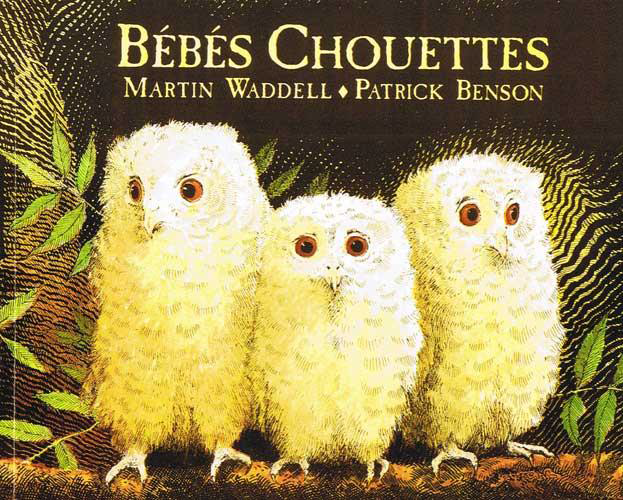 BÉBÉS CHOUETTES
MARTIN WADDELL ♦ PATRICK BENSON